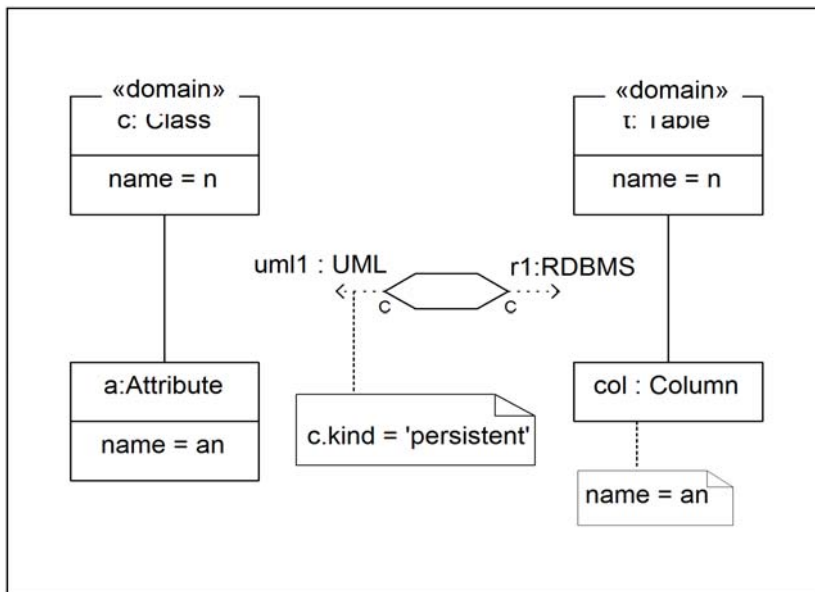 «domain»
c: Class
name = n
«domain»
t: Table
name = n
uml1 : UML
r1:RDBMS
C
C
a:Attribute
name = an
c.kind = 'persistent'
col : Column
name = an